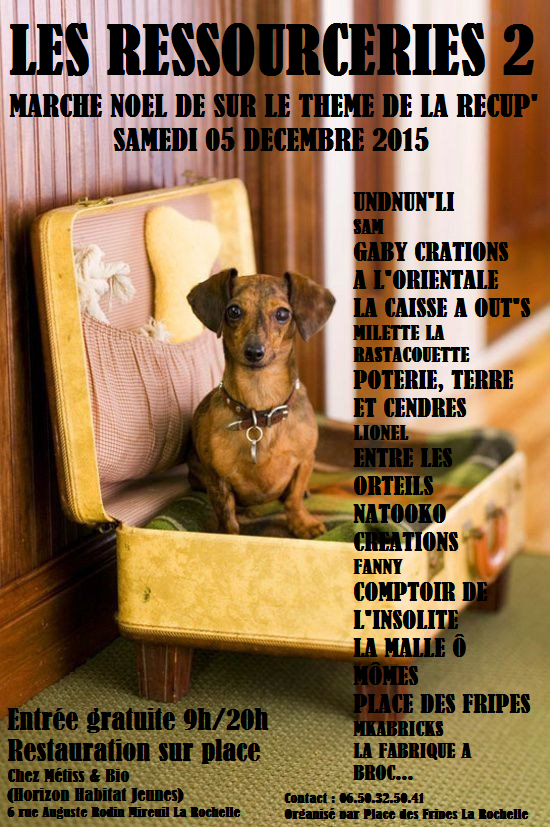 LES RESSOURCERIES 2
MARCHE NOEL DE SUR LE THEME DE LA RECUP'
SAMEDI 05 DECEMBRE 2015
UNDNUN'LI
SAM
GABY CRATIONS
A L'ORIENTALE
LA CAISSE A OUT'S
MILETTE LA
RASTACOUETTE
POTERIE, TERRE
ET CENDRES
LIONEL
ENTRE LES
ORTEILS
NATOOKO
CREATIONS
FANNY
COMPTOIR DE
L'INSOLITE
LA MALLE Ô
MÔMES
PLACE DES FRIPES
MKABRICKS
LA FABRIQUE A
BROC...
Entrée gratuite 9h/20h
Restauration sur place
Chez Métiss & Bio
(Horizon Habitat Jeunes)
6 rue Auguste Rodin Mireuil La Rochelle
Contact : 06.50.32.50.41
Organisé par Place des Fripes La Rochelle